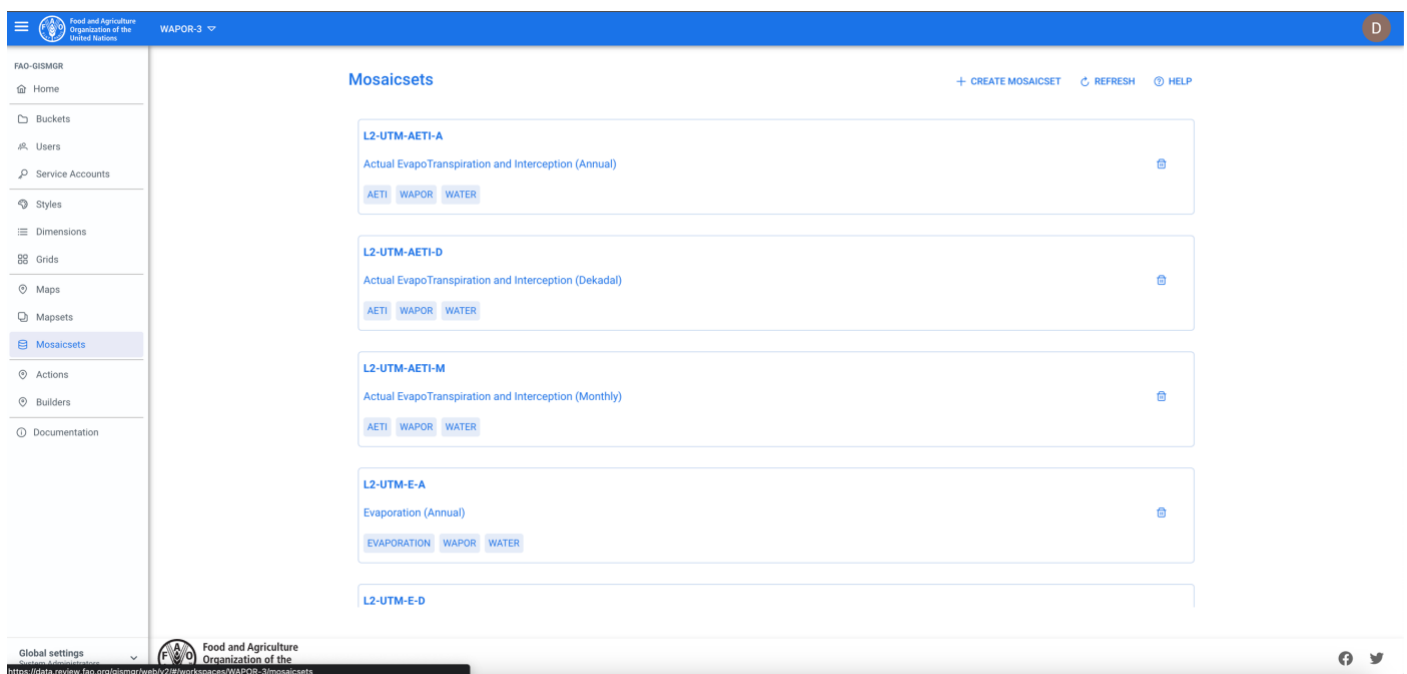 Food and Agriculture
Organization of the
United Nations
WAPOR-3
D
FAO-GISMGR
Home
Buckets
Users
Service Accounts
Styles
Dimensions
Grids
Maps
Mapsets
Mosaicsets
Actions
Builders
Documentation
Global settings
System Administrators
Mosaicsets
CREATE MOSAICSET
REFRESH
HELP
L2-UTM-AETI-A
Actual EvapoTranspiration and Interception (Annual)
AETI WAPOR WATER
L2-UTM-AETI-D
Actual EvapoTranspiration and Interception (Dekadal)
AETI WAPOR WATER
L2-UTM-AETI-M
Actual EvapoTranspiration and Interception (Monthly)
AETI WAPOR WATER
L2-UTM-E-A
Evaporation (Annual)
EVAPORATION WAPOR WATER
L2-UTM-E-D
Food and Agriculture
Organization of the
https://data.review.fao.org/gismgr/web/v2/#/workspaces/WAPOR-3/mosaicsets